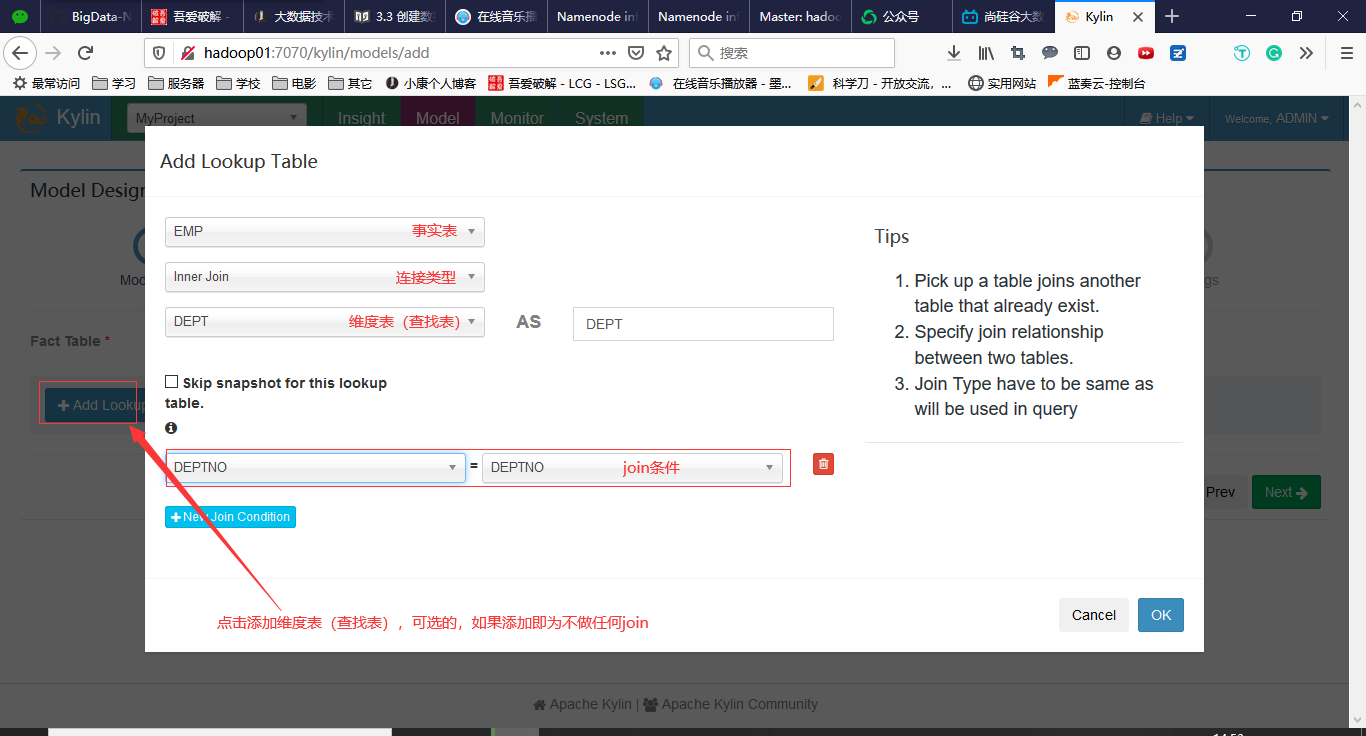 BigData-N
吾爱破解 -
大数据技术
3.3 创建数据
在线音乐播
Namenode inf
Namenode inf
Master: hadoo
公众号
尚硅谷大数
Kylin
hadoop01:7070/kylin/models/add
搜索
最常访问
学习
服务器
学校
电影
其它
小康个人博客
吾爱破解 - LCG - LSG...
在线音乐播放器 - 墨...
科学刀 - 开放交流，...
实用网站
蓝奏云-控制台
Kylin
MyProject
Insight
Model
Monitor
System
Help
Welcome, ADMIN
Model Design
Add Lookup Table
EMP 事实表
Inner Join 连接类型
DEPT 维度表（查找表）
AS
DEPT
Skip snapshot for this lookup
table.
DEPTNO
=
DEPTNO join条件
New Join Condition
Tips
1. Pick up a table joins another
table that already exist.
2. Specify join relationship
between two tables.
3. Join Type have to be same as
will be used in query
Fact Table *
Add Lookup
Prev
Next
点击添加维度表（查找表），可选的，如果添加即为不做任何join
Cancel
OK
Apache Kylin | Apache Kylin Community